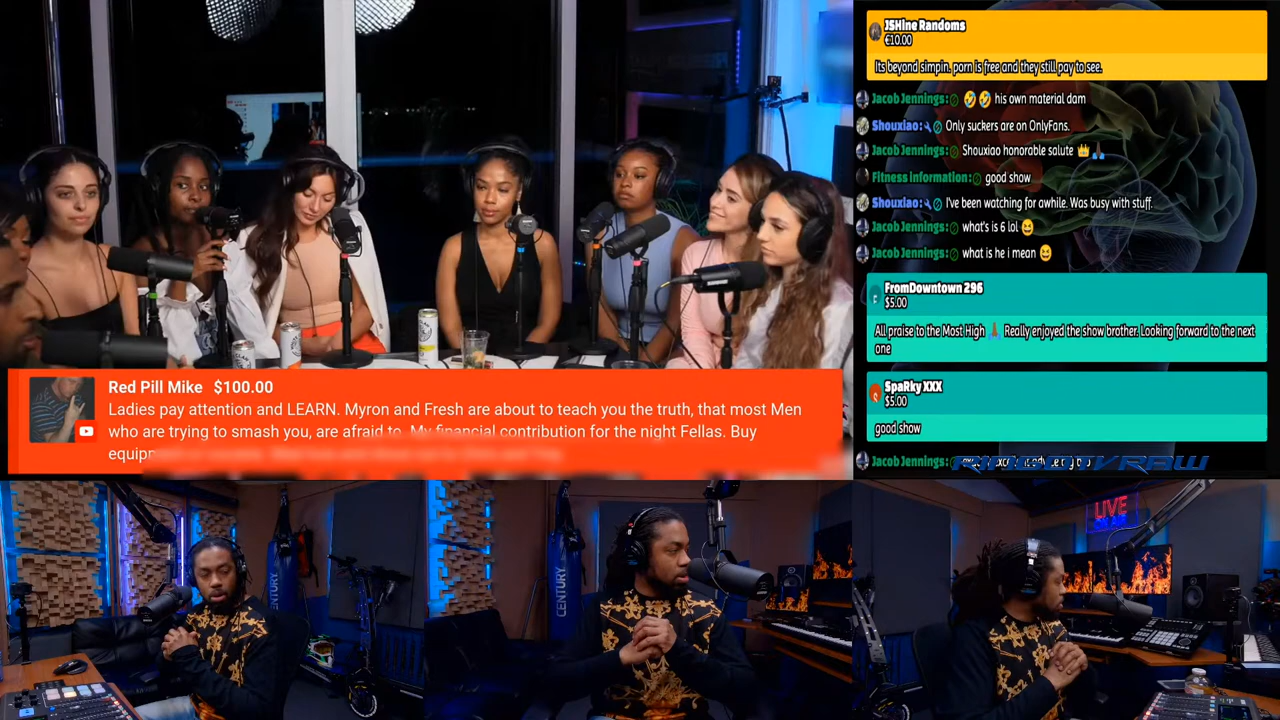 JSHine Randoms
€10.00
Its beyond simpin. porn is free and they still pay to see.
Jacob Jennings: 🤣 🤣 his own material dam
Shouxiao: Only suckers are on OnlyFans.
Jacob Jennings: Shouxiao honorable salute 👑🙏🏾
Fitness Information: good show
Shouxiao: I've been watching for awhile. Was busy with stuff.
Jacob Jennings: what's is 6 lol 😆
Jacob Jennings: what is he i mean 😆
FromDowntown 296
$5.00
All praise to the Most High 🙏🏾 Really enjoyed the show brother. Looking forward to the next
one
SpaRky XXX
$5.00
good show
Jacob Jennings:
Red Pill Mike $100.00
Ladies pay attention and LEARN. Myron and Fresh are about to teach you the truth, that most Men
who are trying to smash you, are afraid to. My financial contribution for the night Fellas. Buy
CENTURY
CENTURY
LIVE